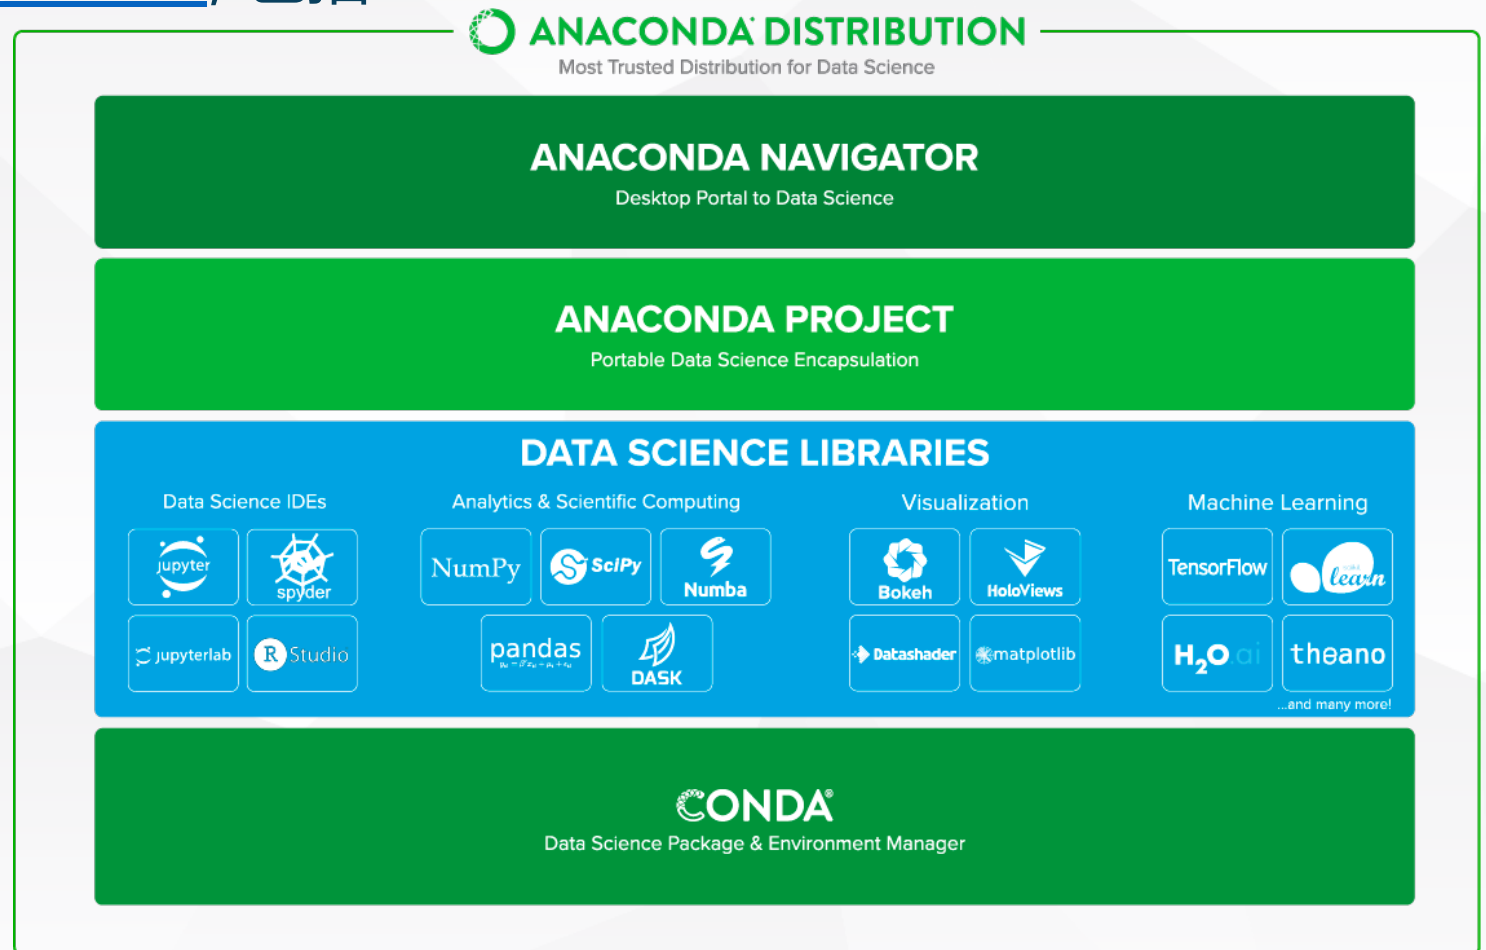 , 包括
ANACONDA DISTRIBUTION
Most Trusted Distribution for Data Science
ANACONDA NAVIGATOR
Desktop Portal to Data Science
ANACONDA PROJECT
Portable Data Science Encapsulation
DATA SCIENCE LIBRARIES
Data Science IDEs
Analytics & Scientific Computing
Visualization
Machine Learning
jupyter
spyder
NumPy
SciPy
Numba
Bokeh
HoloViews
TensorFlow
scikit
learn
jupyterlab
R Studio
pandas
DASK
Datashader
matplotlib
H₂O.ai
theano
...and many more!
CONDA®
Data Science Package & Environment Manager